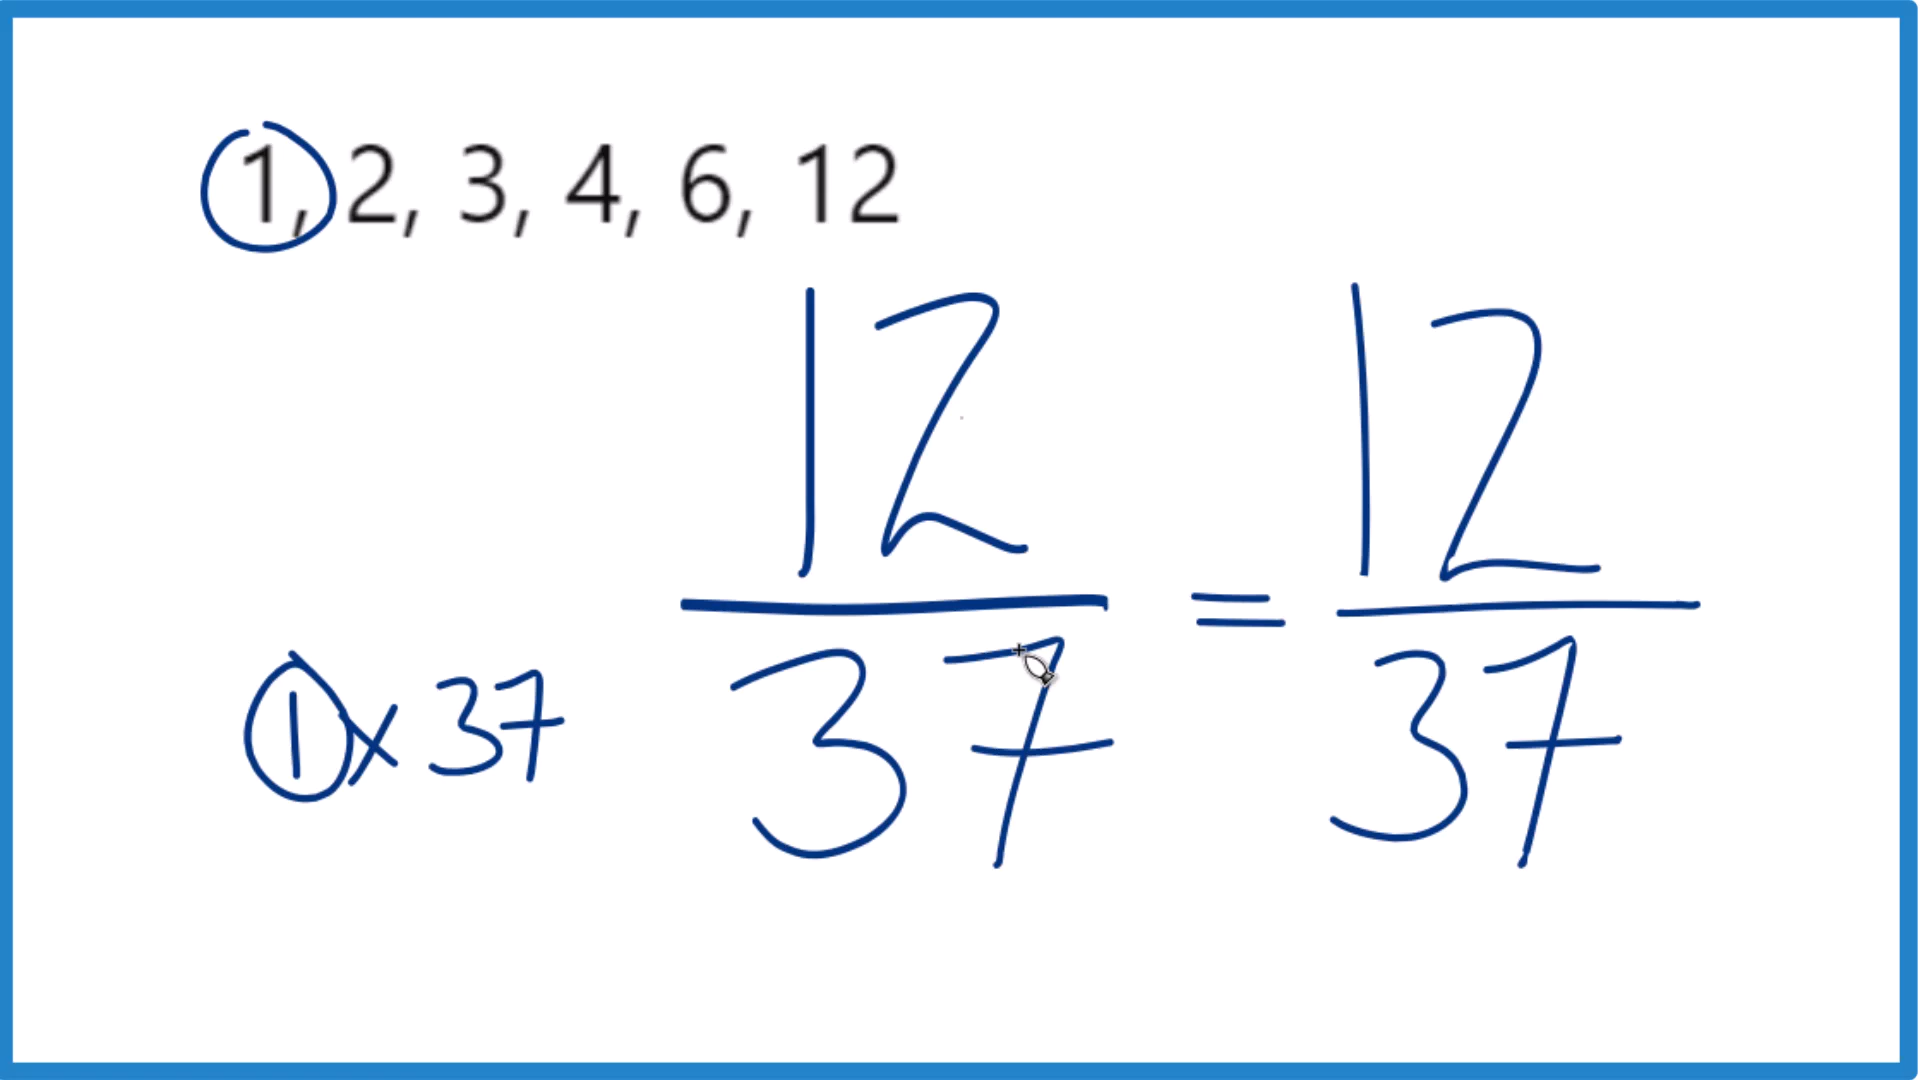 1, 2, 3, 4, 6, 12
12/37 = 12/37
1 x 37